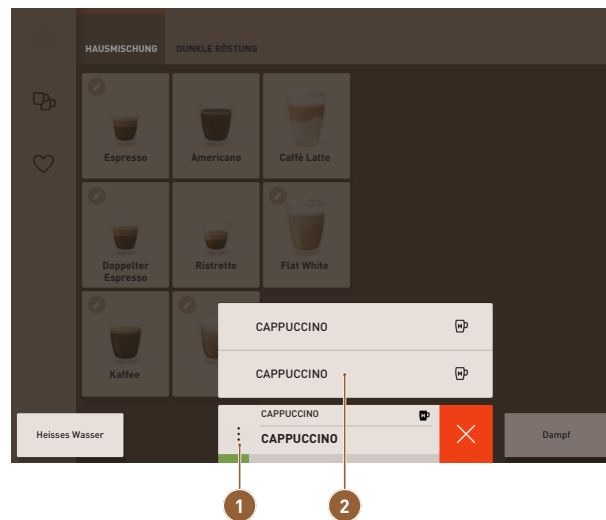 HAUSMISCHUNG
DUNKLE RÖSTUNG
Espresso
Americano
Caffè Latte
Doppelter
Espresso
Ristretto
Flat White
Kaffee
CAPPUCCINO
M
CAPPUCCINO
M
CAPPUCCINO
M
CAPPUCCINO
Heisses Wasser
Dampf
1
2